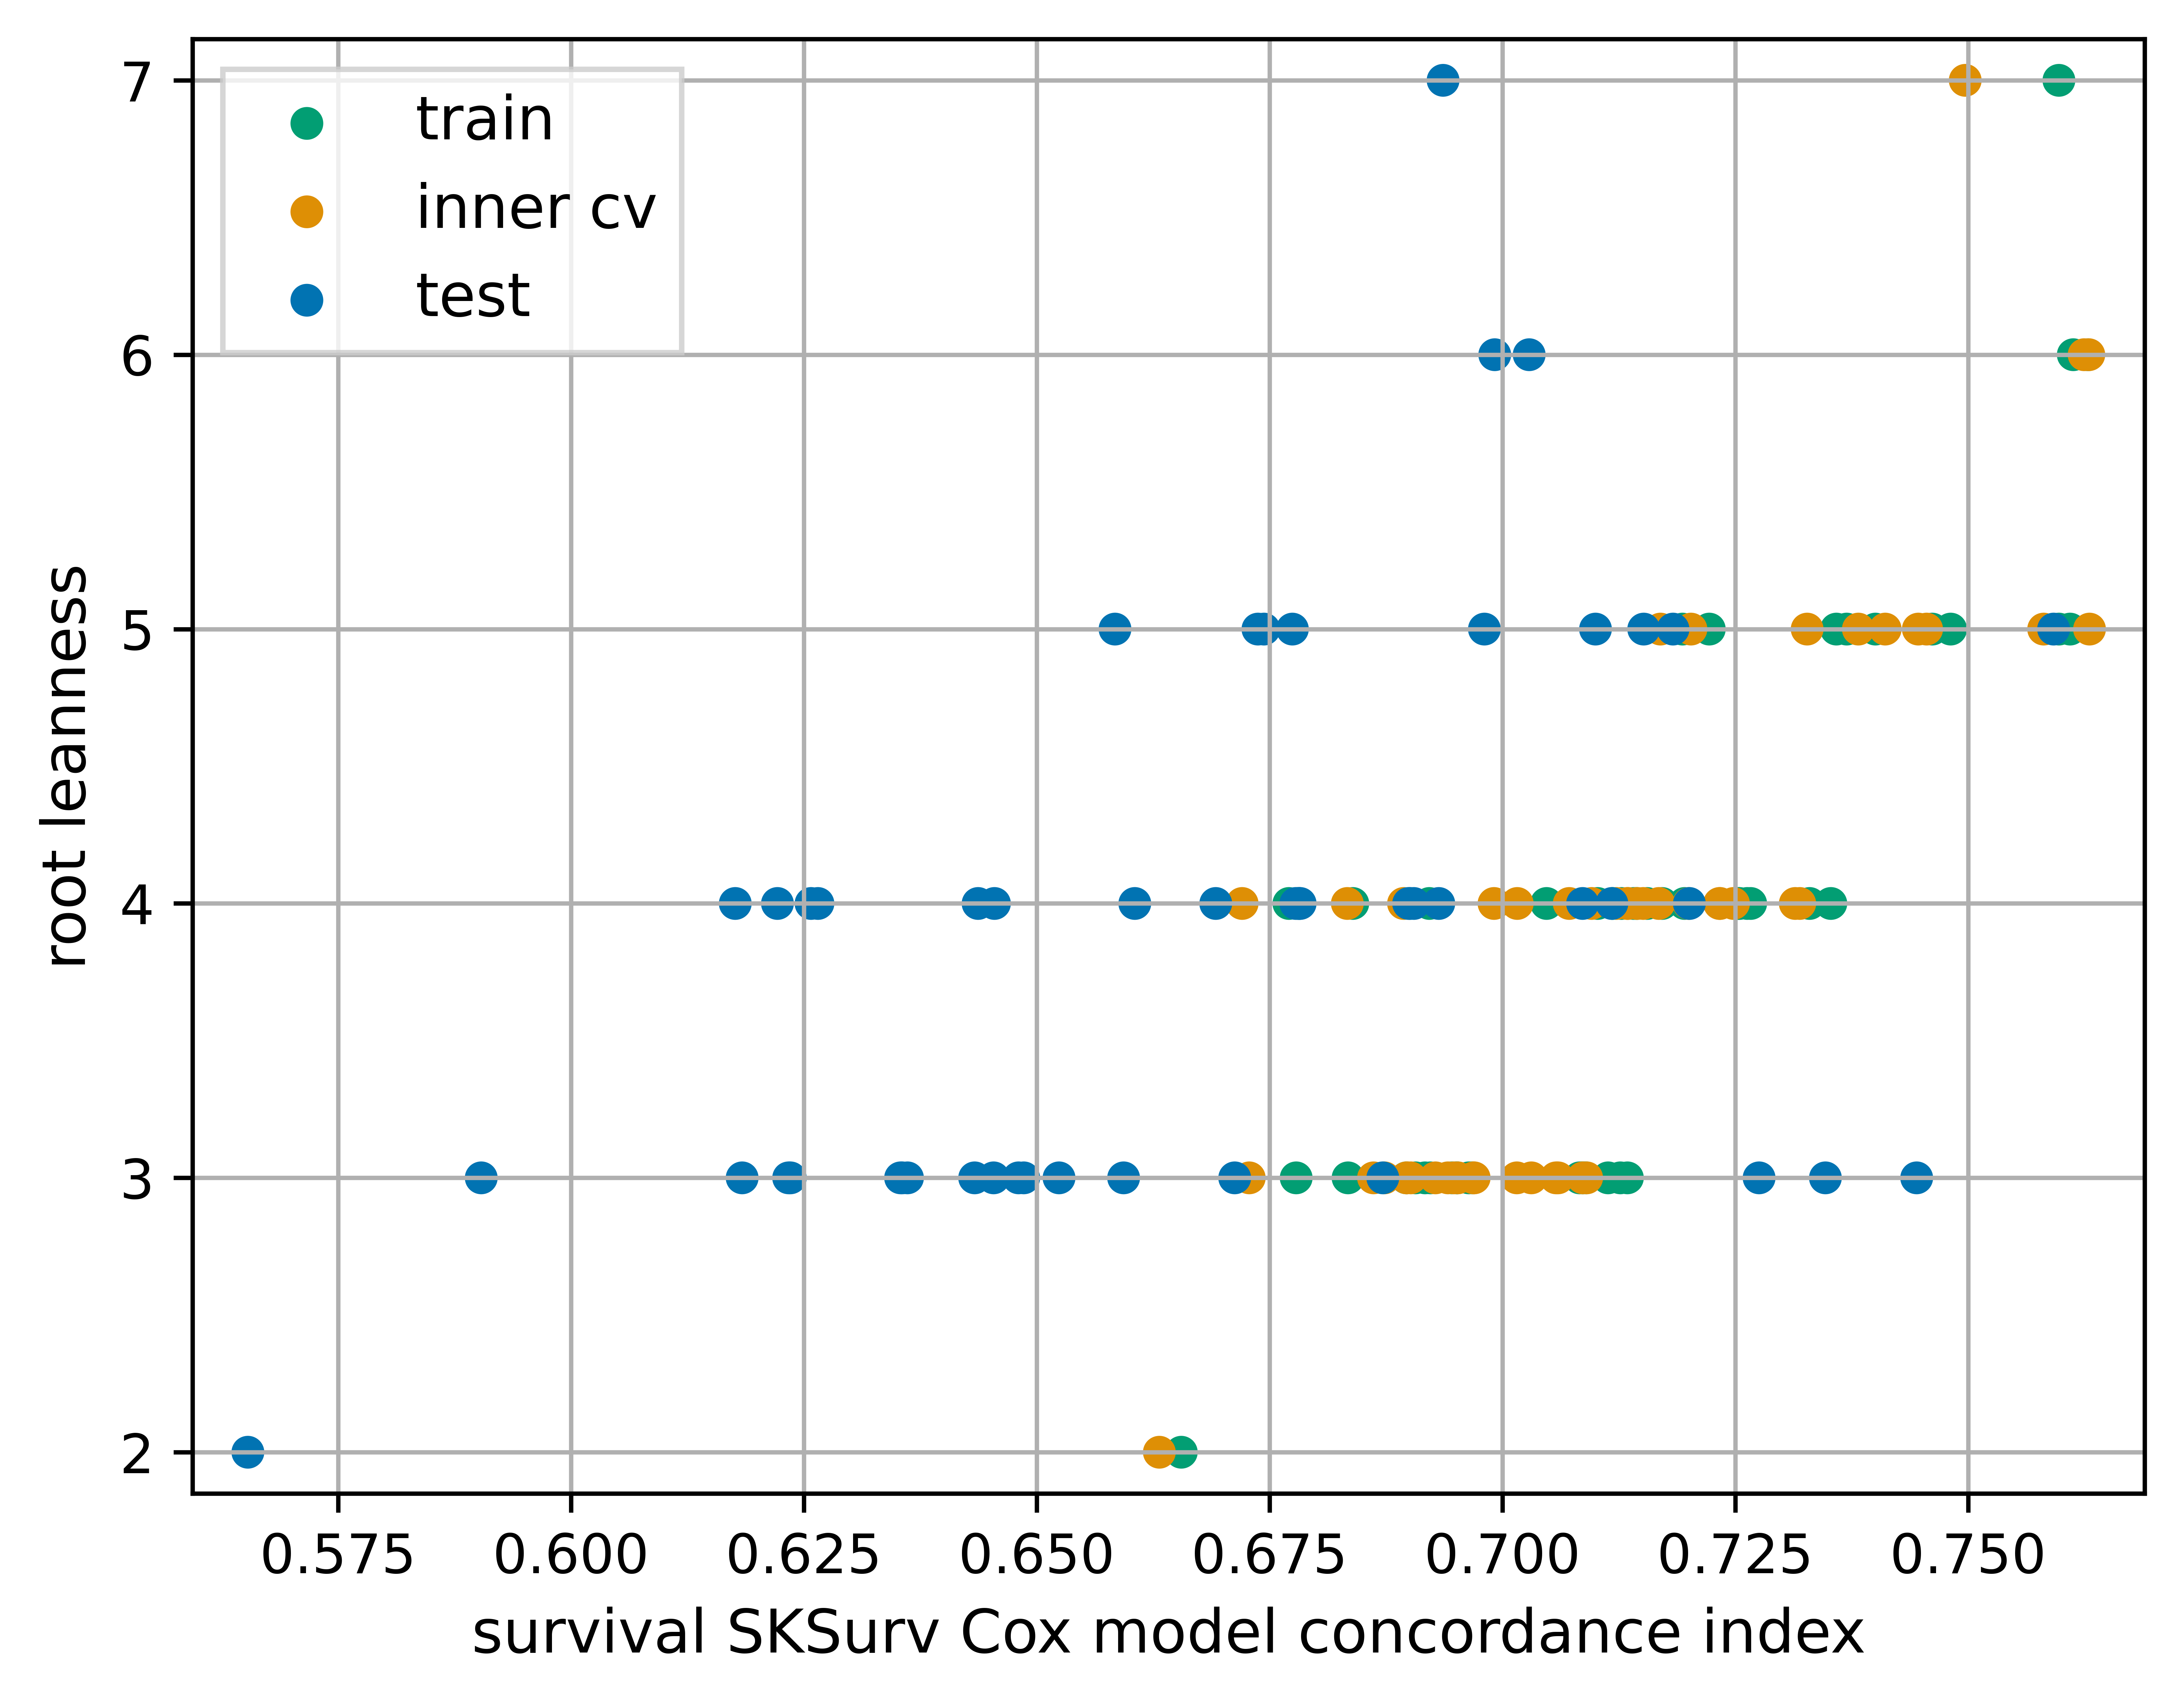 train
inner cv
test
7
6
5
4
3
2
root leanness
0.575 0.600 0.625 0.650 0.675 0.700 0.725 0.750
survival SKSurv Cox model concordance index